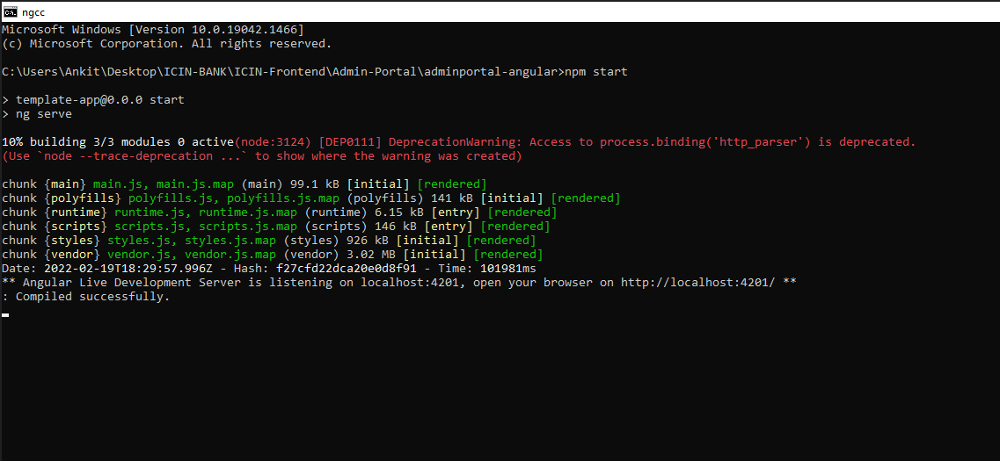 ngcc
Microsoft Windows [Version 10.0.19042.1466]
(c) Microsoft Corporation. All rights reserved.
C:\Users\Ankit\Desktop\ICIN-BANK\ICIN-Frontend\Admin-Portal\adminportal-angular>npm start
> template-app@0.0.0 start
> ng serve
10% building 3/3 modules 0 active(node:3124) [DEP0111] DeprecationWarning: Access to process.binding('http_parser') is deprecated.
(Use `node --trace-deprecation ...` to show where the warning was created)
chunk {main} main.js, main.js.map (main) 99.1 kB [initial] [rendered]
chunk {polyfills} polyfills.js, polyfills.js.map (polyfills) 141 kB [initial] [rendered]
chunk {runtime} runtime.js, runtime.js.map (runtime) 6.15 kB [entry] [rendered]
chunk {scripts} scripts.js, scripts.js.map (scripts) 146 kB [entry] [rendered]
chunk {styles} styles.js, styles.js.map (styles) 926 kB [initial] [rendered]
chunk {vendor} vendor.js, vendor.js.map (vendor) 3.02 MB [initial] [rendered]
Date: 2022-02-19T18:29:57.996Z - Hash: f27cfd22dca20e0d8f91 - Time: 101981ms
** Angular Live Development Server is listening on localhost:4201, open your browser on http://localhost:4201/ **
: Compiled successfully.